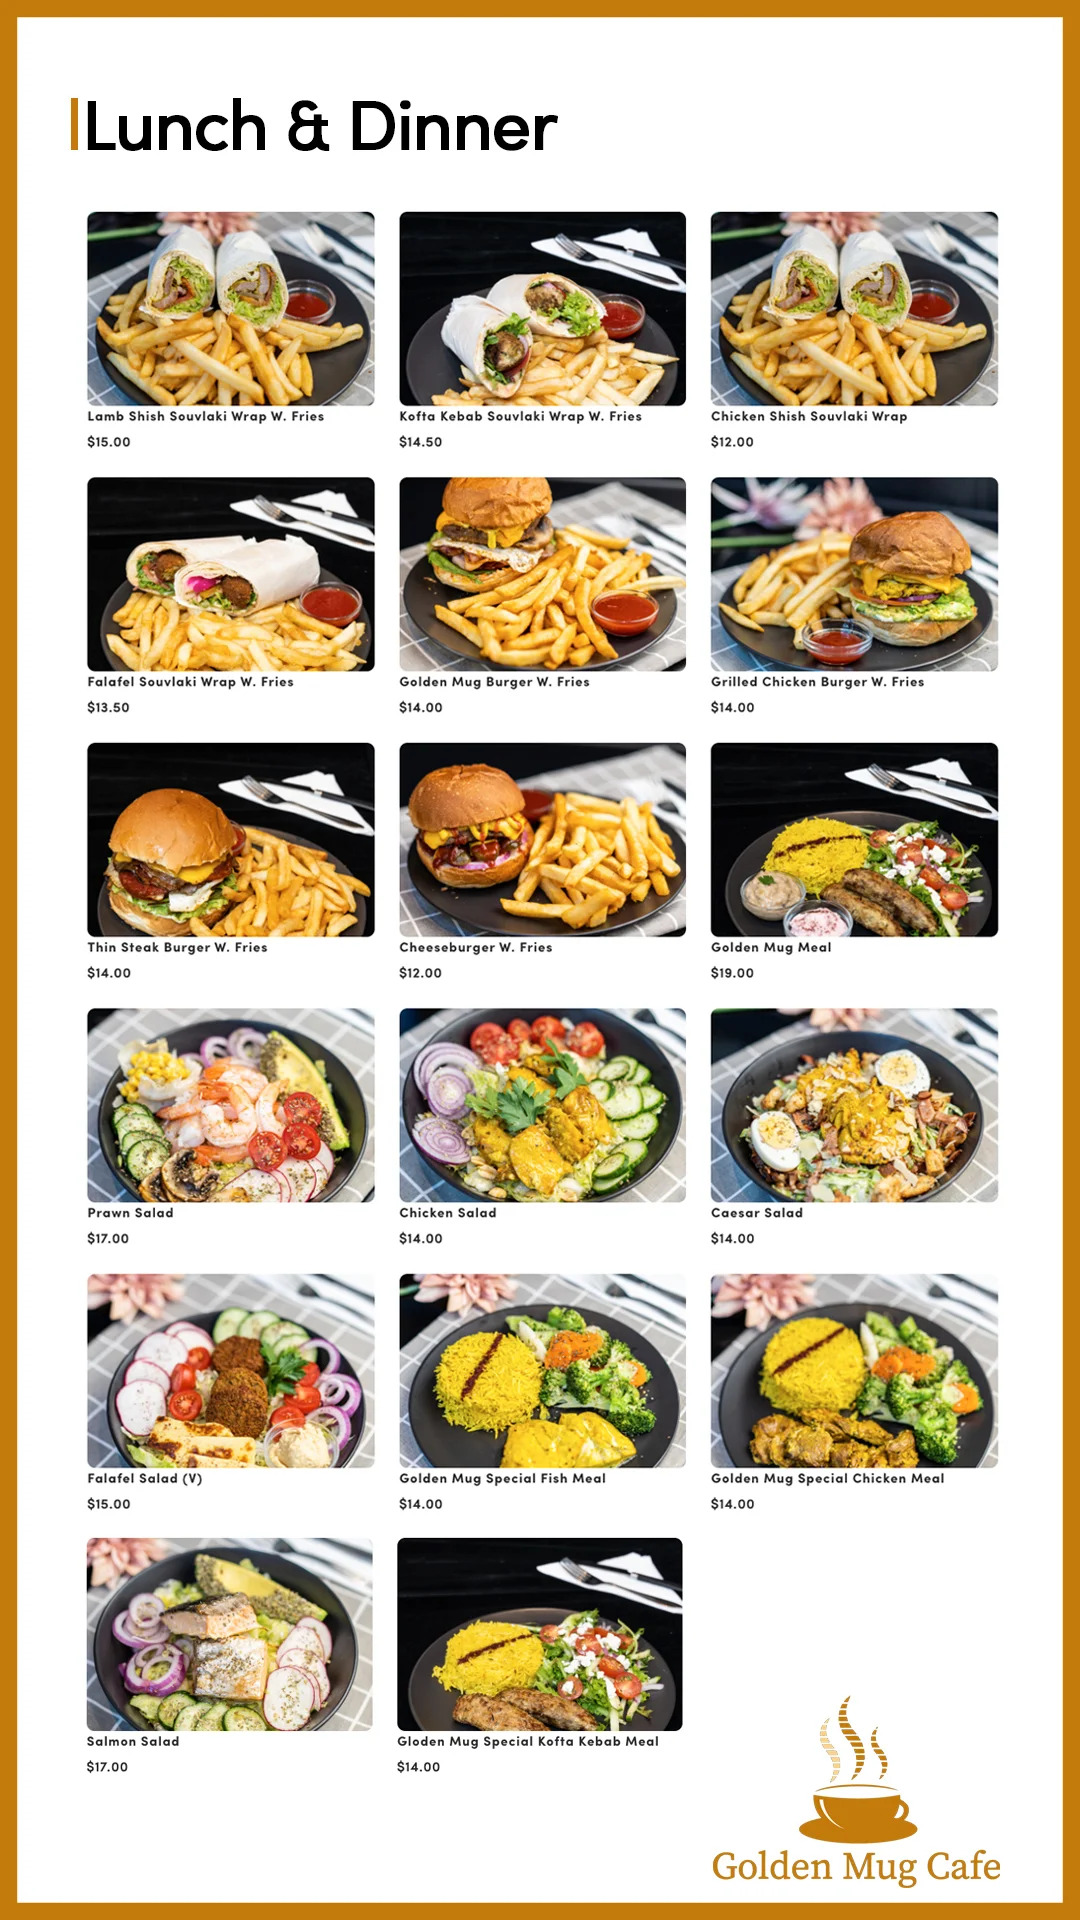 Lunch & Dinner
Lamb Shish Souvlaki Wrap W. Fries
$15.00
Kofta Kebab Souvlaki Wrap W. Fries
$14.50
Chicken Shish Souvlaki Wrap
$12.00
Falafel Souvlaki Wrap W. Fries
$13.50
Golden Mug Burger W. Fries
$14.00
Grilled Chicken Burger W. Fries
$14.00
Thin Steak Burger W. Fries
$14.00
Cheeseburger W. Fries
$12.00
Golden Mug Meal
$19.00
Prawn Salad
$17.00
Chicken Salad
$14.00
Caesar Salad
$14.00
Falafel Salad (V)
$15.00
Golden Mug Special Fish Meal
$14.00
Golden Mug Special Chicken Meal
$14.00
Salmon Salad
$17.00
Gloden Mug Special Kofta Kebab Meal
$14.00
Golden Mug Cafe